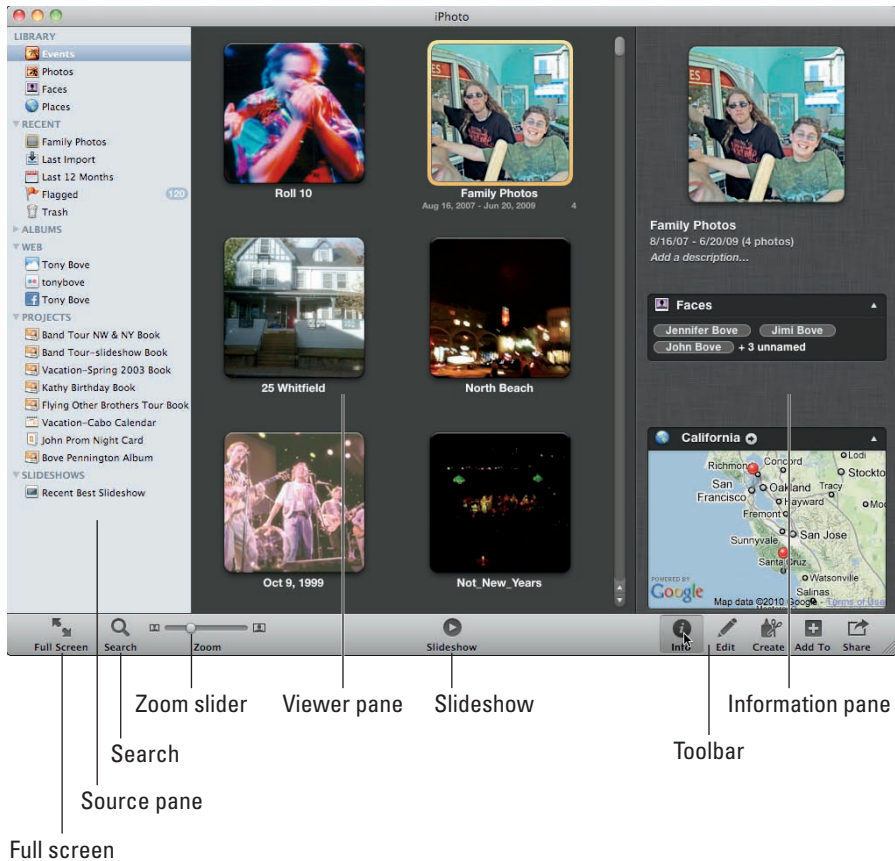 iPhoto
LIBRARY
Events
Photos
Faces
Places
RECENT
Family Photos
Last Import
Last 12 Months
Flagged 120
Trash
ALBUMS
WEB
Tony Bove
tonybove
Tony Bove
PROJECTS
Band Tour NW & NY Book
Band Tour-slideshow Book
Vacation-Spring 2003 Book
Kathy Birthday Book
Flying Other Brothers Tour Book
Vacation-Cabo Calendar
John Prom Night Card
Bove Pennington Album
SLIDESHOWS
Recent Best Slideshow
Roll 10
Family Photos
Aug 16, 2007 - Jun 20, 2009 4
25 Whitfield
North Beach
Oct 9, 1999
Not_New_Years
Family Photos
8/16/07 - 6/20/09 (4 photos)
Add a description...
Faces
Jennifer Bove Jimi Bove
John Bove + 3 unnamed
California
Lodi
Richmon Concord
Stockto
San Francisco
Oakland
Tracy
Hayward
Fremont
San Jose
Sunnyvale
Santa Cruz
Watsonville
Salinas
POWERED BY
Google
Map data ©2010 Google - Terms of Use
Full Screen
Search
Zoom
Slideshow
Info
Edit
Create
Add To
Share
Zoom slider
Viewer pane
Slideshow
Information pane
Search
Toolbar
Source pane
Full screen